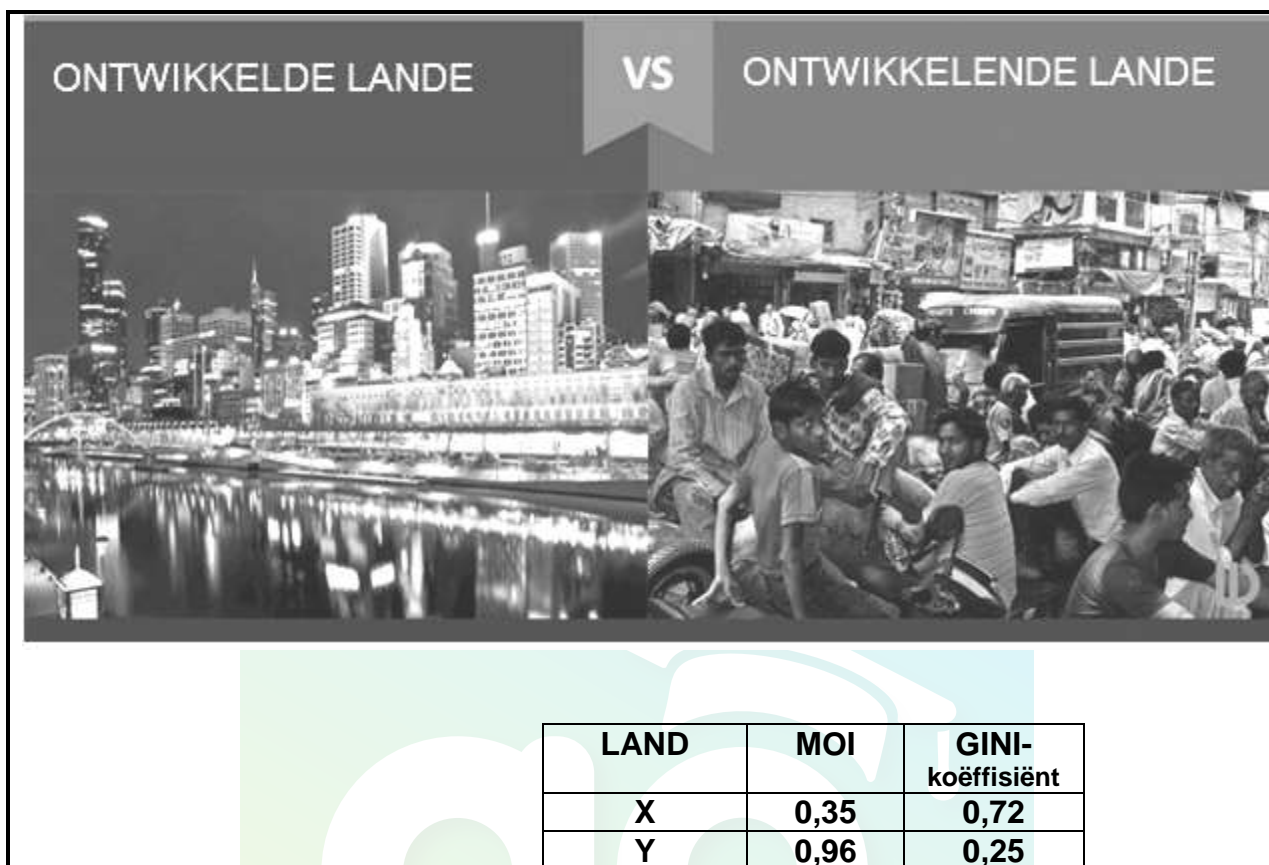 ONTWIKKELDE LANDE VS ONTWIKKELENDE LANDE
LAND MOI GINI-
koëffisiënt
X 0,35 0,72
Y 0,96 0,25